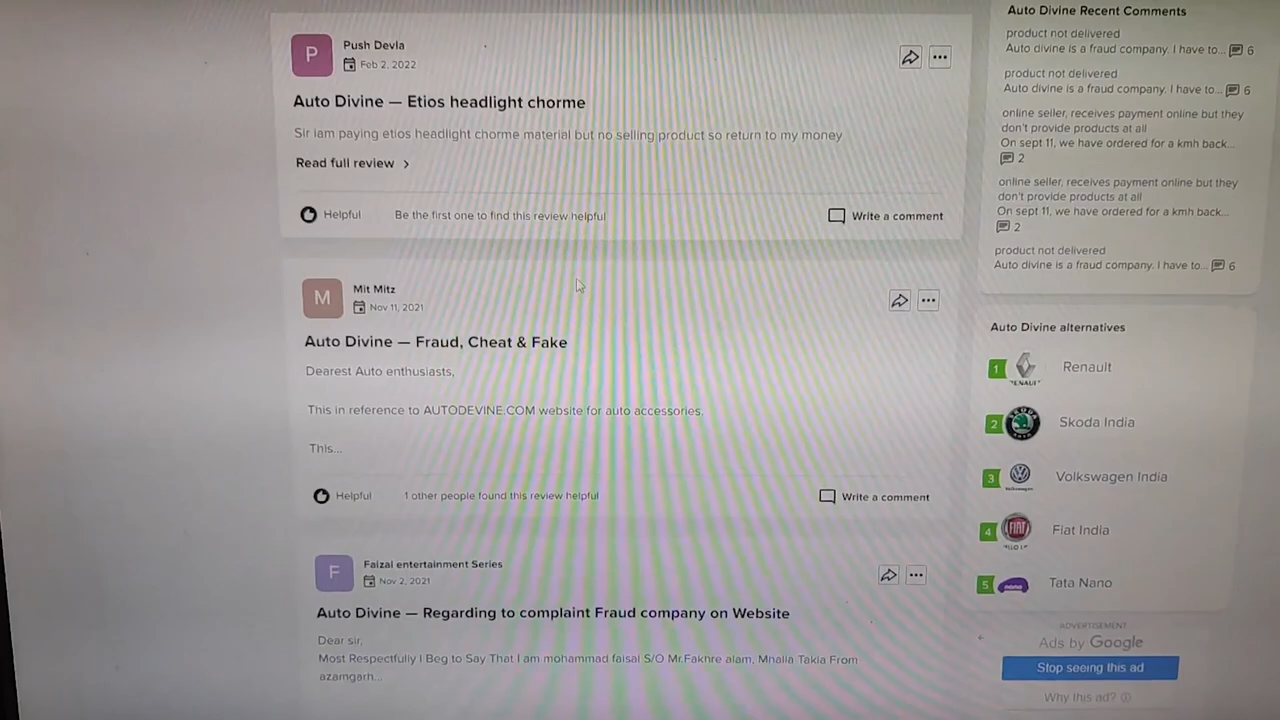 P
Push Devla
Feb 2, 2022
Auto Divine — Etios headlight chorme
Sir iam paying etios headlight chorme material but no selling product so return to my money
Read full review >
Helpful
Be the first one to find this review helpful
Write a comment
M
Mit Mitz
Nov 11, 2021
Auto Divine — Fraud, Cheat & Fake
Dearest Auto enthusiasts,
This in reference to AUTODEVINE.COM website for auto accessories.
This...
Helpful
1 other people found this review helpful
Write a comment
F
Faizal entertainment Series
Nov 2, 2021
Auto Divine — Regarding to complaint Fraud company on Website
Dear sir,
Most Respectfully I Beg to Say That I am mohammad faisal S/O Mr.Fakhre alam, Mhalla Takia From
azamgarh...
Auto Divine Recent Comments
product not delivered
Auto divine is a fraud company. I have to... 6
product not delivered
Auto divine is a fraud company. I have to... 6
online seller, receives payment online but they
don't provide products at all
On sept 11, we have ordered for a kmh back...
2
online seller, receives payment online but they
don't provide products at all
On sept 11, we have ordered for a kmh back...
2
product not delivered
Auto divine is a fraud company. I have to... 6
Auto Divine alternatives
1 Renault
2 Skoda India
3 Volkswagen India
4 FIAT Fiat India
5 nano Tata Nano
ADVERTISEMENT
Ads by Google
Stop seeing this ad
Why this ad?